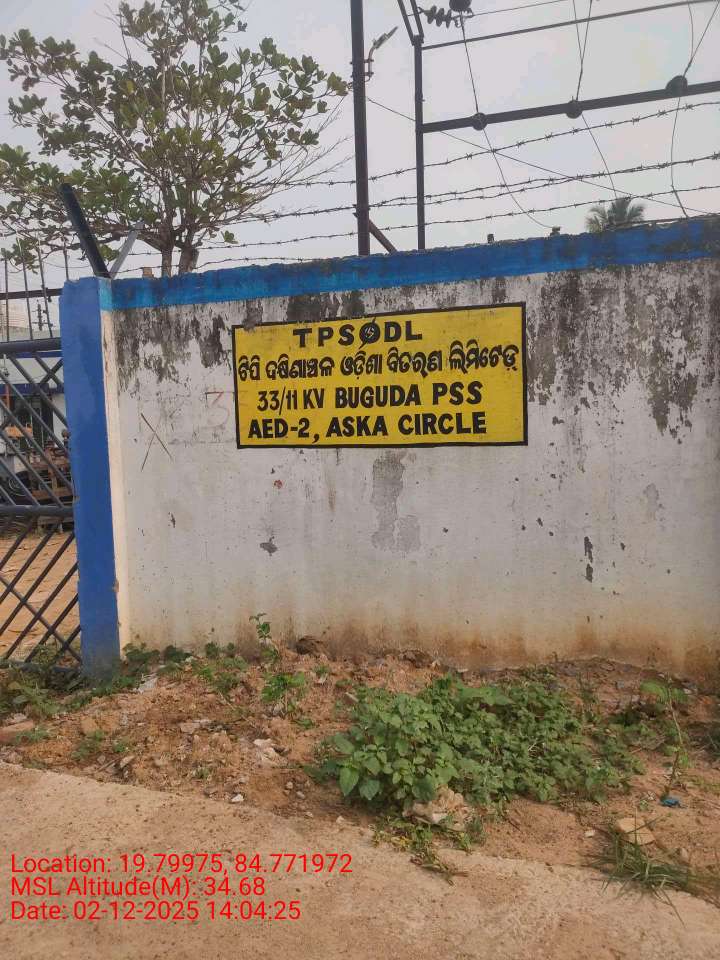 TPSODL
ଟିପି ଦକ୍ଷିଣାଞ୍ଚଳ ଓଡ଼ିଶା ବିତରଣ ଲିମିଟେଡ଼
33/11 KV BUGUDA PSS
AED-2, ASKA CIRCLE
Location: 19.79975, 84.771972
MSL Altitude(M): 34.68
Date: 02-12-2025 14:04:25